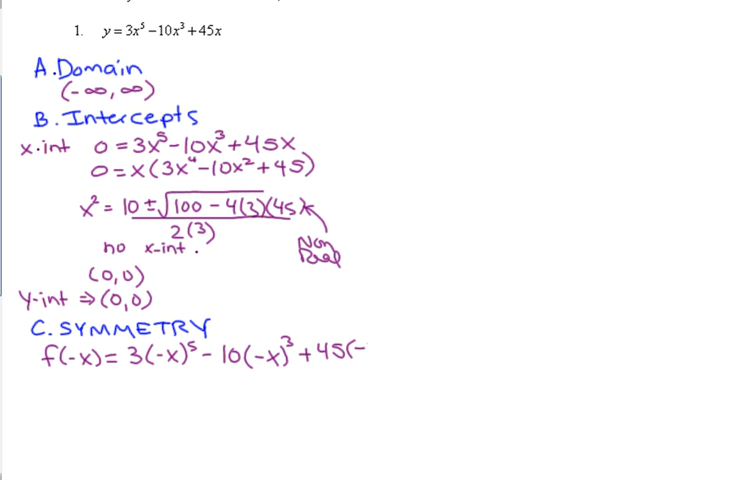 1. y = 3x⁵ −10x³ +45x
A. Domain
(-∞, ∞)
B. Intercepts
x-int 0 = 3x⁵ - 10x³ + 45x
0 = x(3x⁴ - 10x² + 45)
x² = 10 ± √100 - 4(3)(45)
2(3)
no x-int. Non Real
(0,0)
Y-int ⇒ (0,0)
C. SYMMETRY
f(-x) = 3(-x)⁵ - 10(-x)³ + 45(-